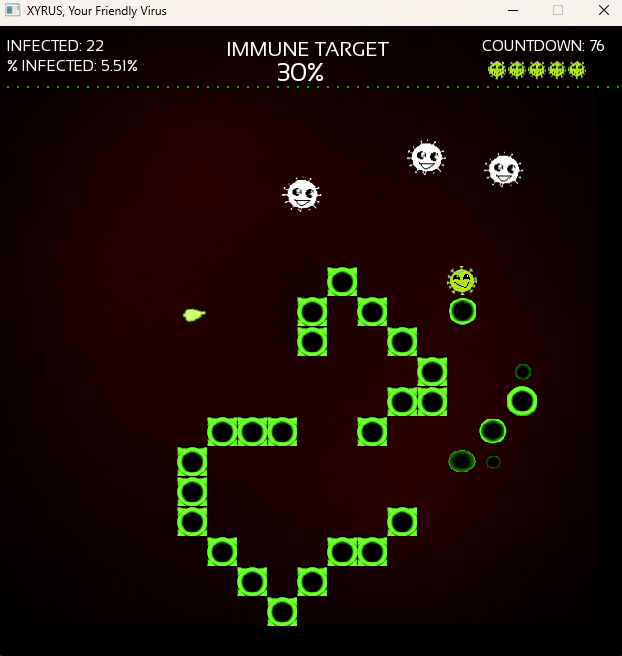 XYRUS, Your Friendly Virus
INFECTED: 22
% INFECTED: 5.51%
IMMUNE TARGET
30%
COUNTDOWN: 76